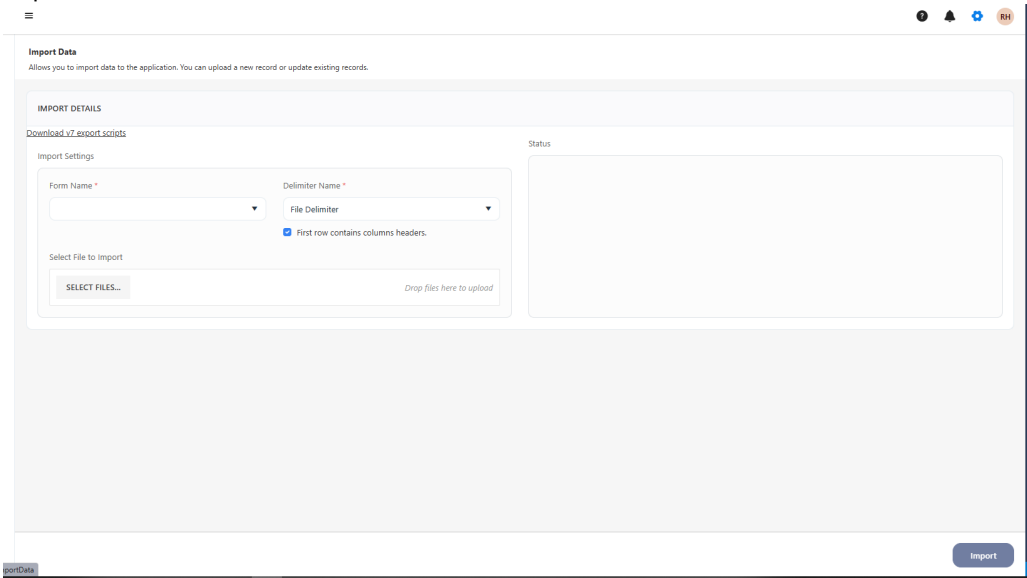 RH
Import Data
Allows you to import data to the application. You can upload a new record or update existing records.
IMPORT DETAILS
Download v7 export scripts
Status
Import Settings
Form Name *
Delimiter Name *
File Delimiter
First row contains columns headers.
Select File to Import
SELECT FILES...
Drop files here to upload
Import
portData